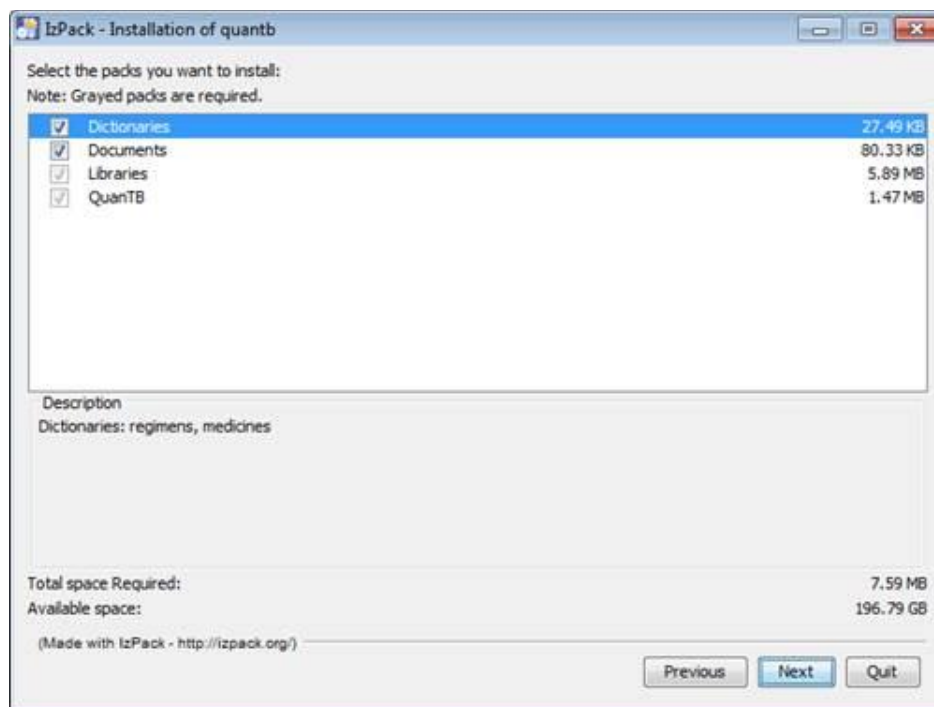 IzPack - Installation of quantb
Select the packs you want to install:
Note: Grayed packs are required.
Dictionaries 27.49 KB
Documents 80.33 KB
Libraries 5.89 MB
QuanTB 1.47 MB
Description
Dictionaries: regimens, medicines
Total space Required: 7.59 MB
Available space: 196.79 GB
(Made with IzPack - http://izpack.org/)
Previous Next Quit